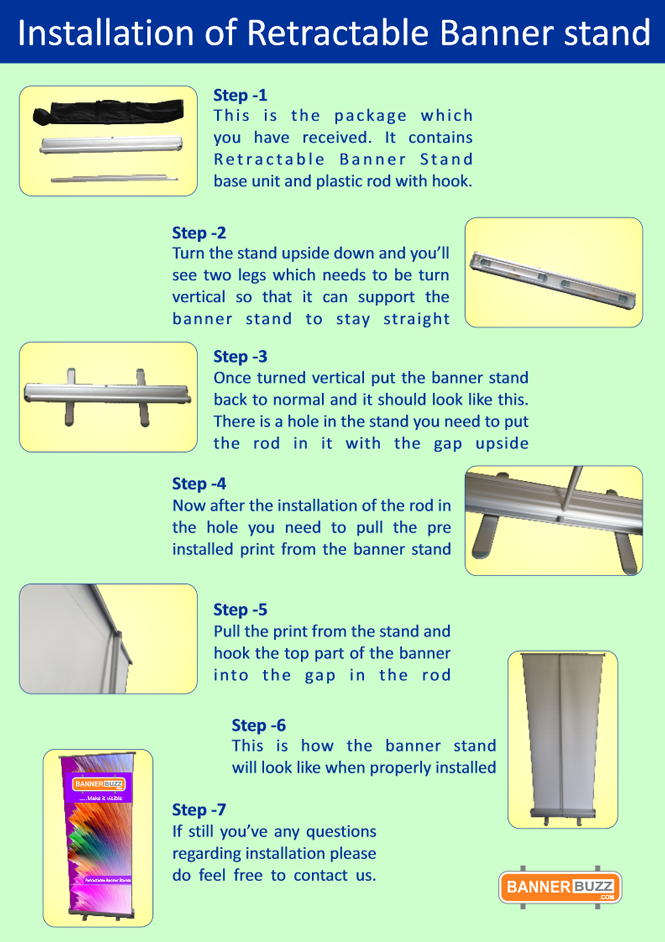 Installation of Retractable Banner stand
Step -1
This is the package which
you have received. It contains
Retractable Banner Stand
base unit and plastic rod with hook.
Step -2
Turn the stand upside down and you'll
see two legs which needs to be turn
vertical so that it can support the
banner stand to stay straight
Step -3
Once turned vertical put the banner stand
back to normal and it should look like this.
There is a hole in the stand you need to put
the rod in it with the gap upside
Step -4
Now after the installation of the rod in
the hole you need to pull the pre
installed print from the banner stand
Step -5
Pull the print from the stand and
hook the top part of the banner
into the gap in the rod
Step -6
This is how the banner stand
will look like when properly installed
BANNERBUZZ
.....Make it visible
Retractable Banner Stands
Step -7
If still you've any questions
regarding installation please
do feel free to contact us.
BANNERBUZZ
.COM